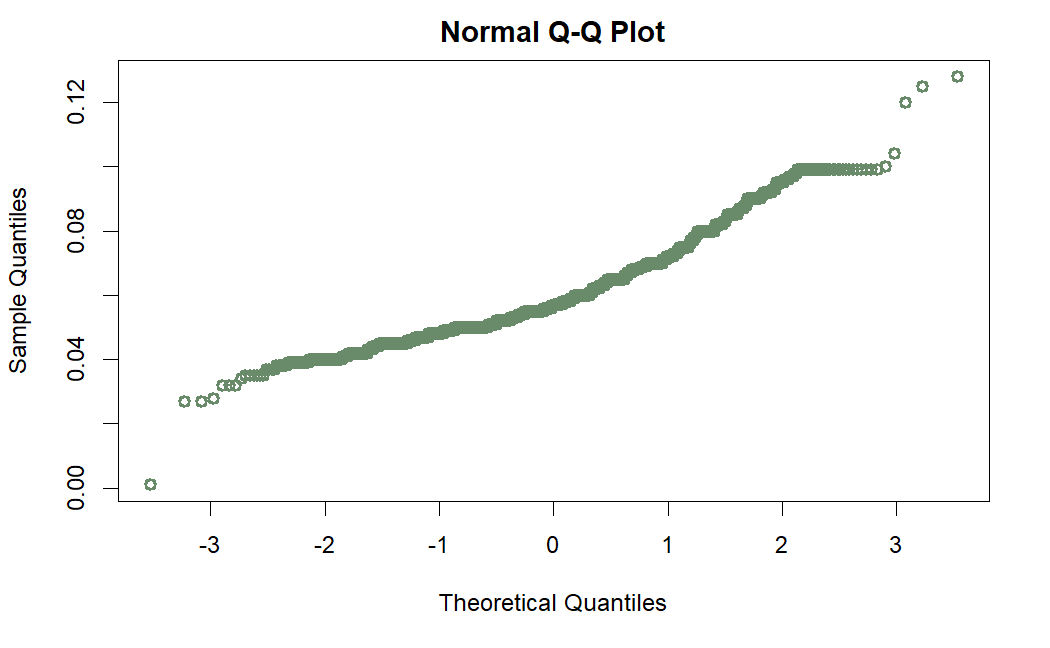 Normal Q-Q Plot
Sample Quantiles
0.12
0.08
0.04
0.00
-3 -2 -1 0 1 2 3
Theoretical Quantiles